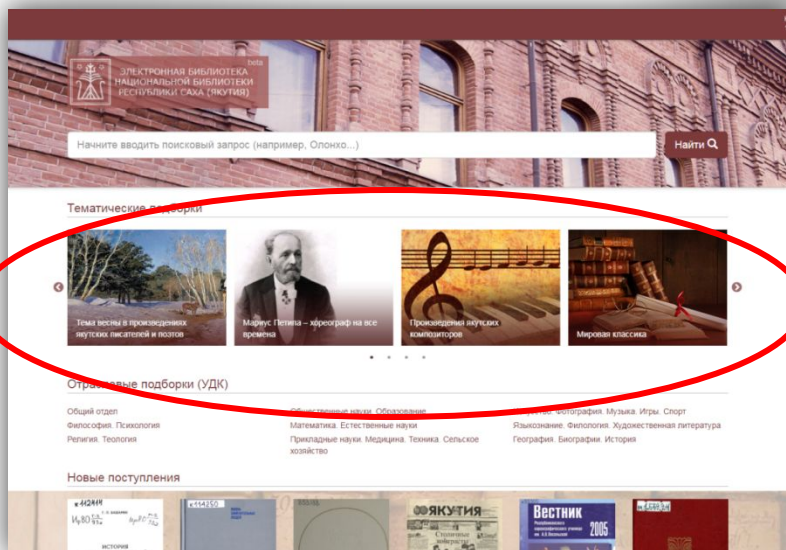 beta
ЭЛЕКТРОННАЯ БИБЛИОТЕКА
НАЦИОНАЛЬНОЙ БИБЛИОТЕКИ
РЕСПУБЛИКИ САХА (ЯКУТИЯ)
Начните вводить поисковый запрос (например, Олонхо...)
Найти
Тематические подборки
Тема весны в произведениях
якутских писателей и поэтов
Мариус Петипа – хореограф на все
времена
Произведения якутских
композиторов
Мировая классика
Отраслевые подборки (УДК)
Общий отдел
Философия. Психология
Религия. Теология
Общественные науки. Образование
Математика. Естественные науки
Прикладные науки. Медицина. Техника. Сельское
хозяйство
Искусство. Фотография. Музыка. Игры. Спорт
Языкознание. Филология. Художественная литература
География. Биографии. История
Новые поступления
ИСТОРИЯ
ЯКУТИЯ
Столичные
Вестник
2005